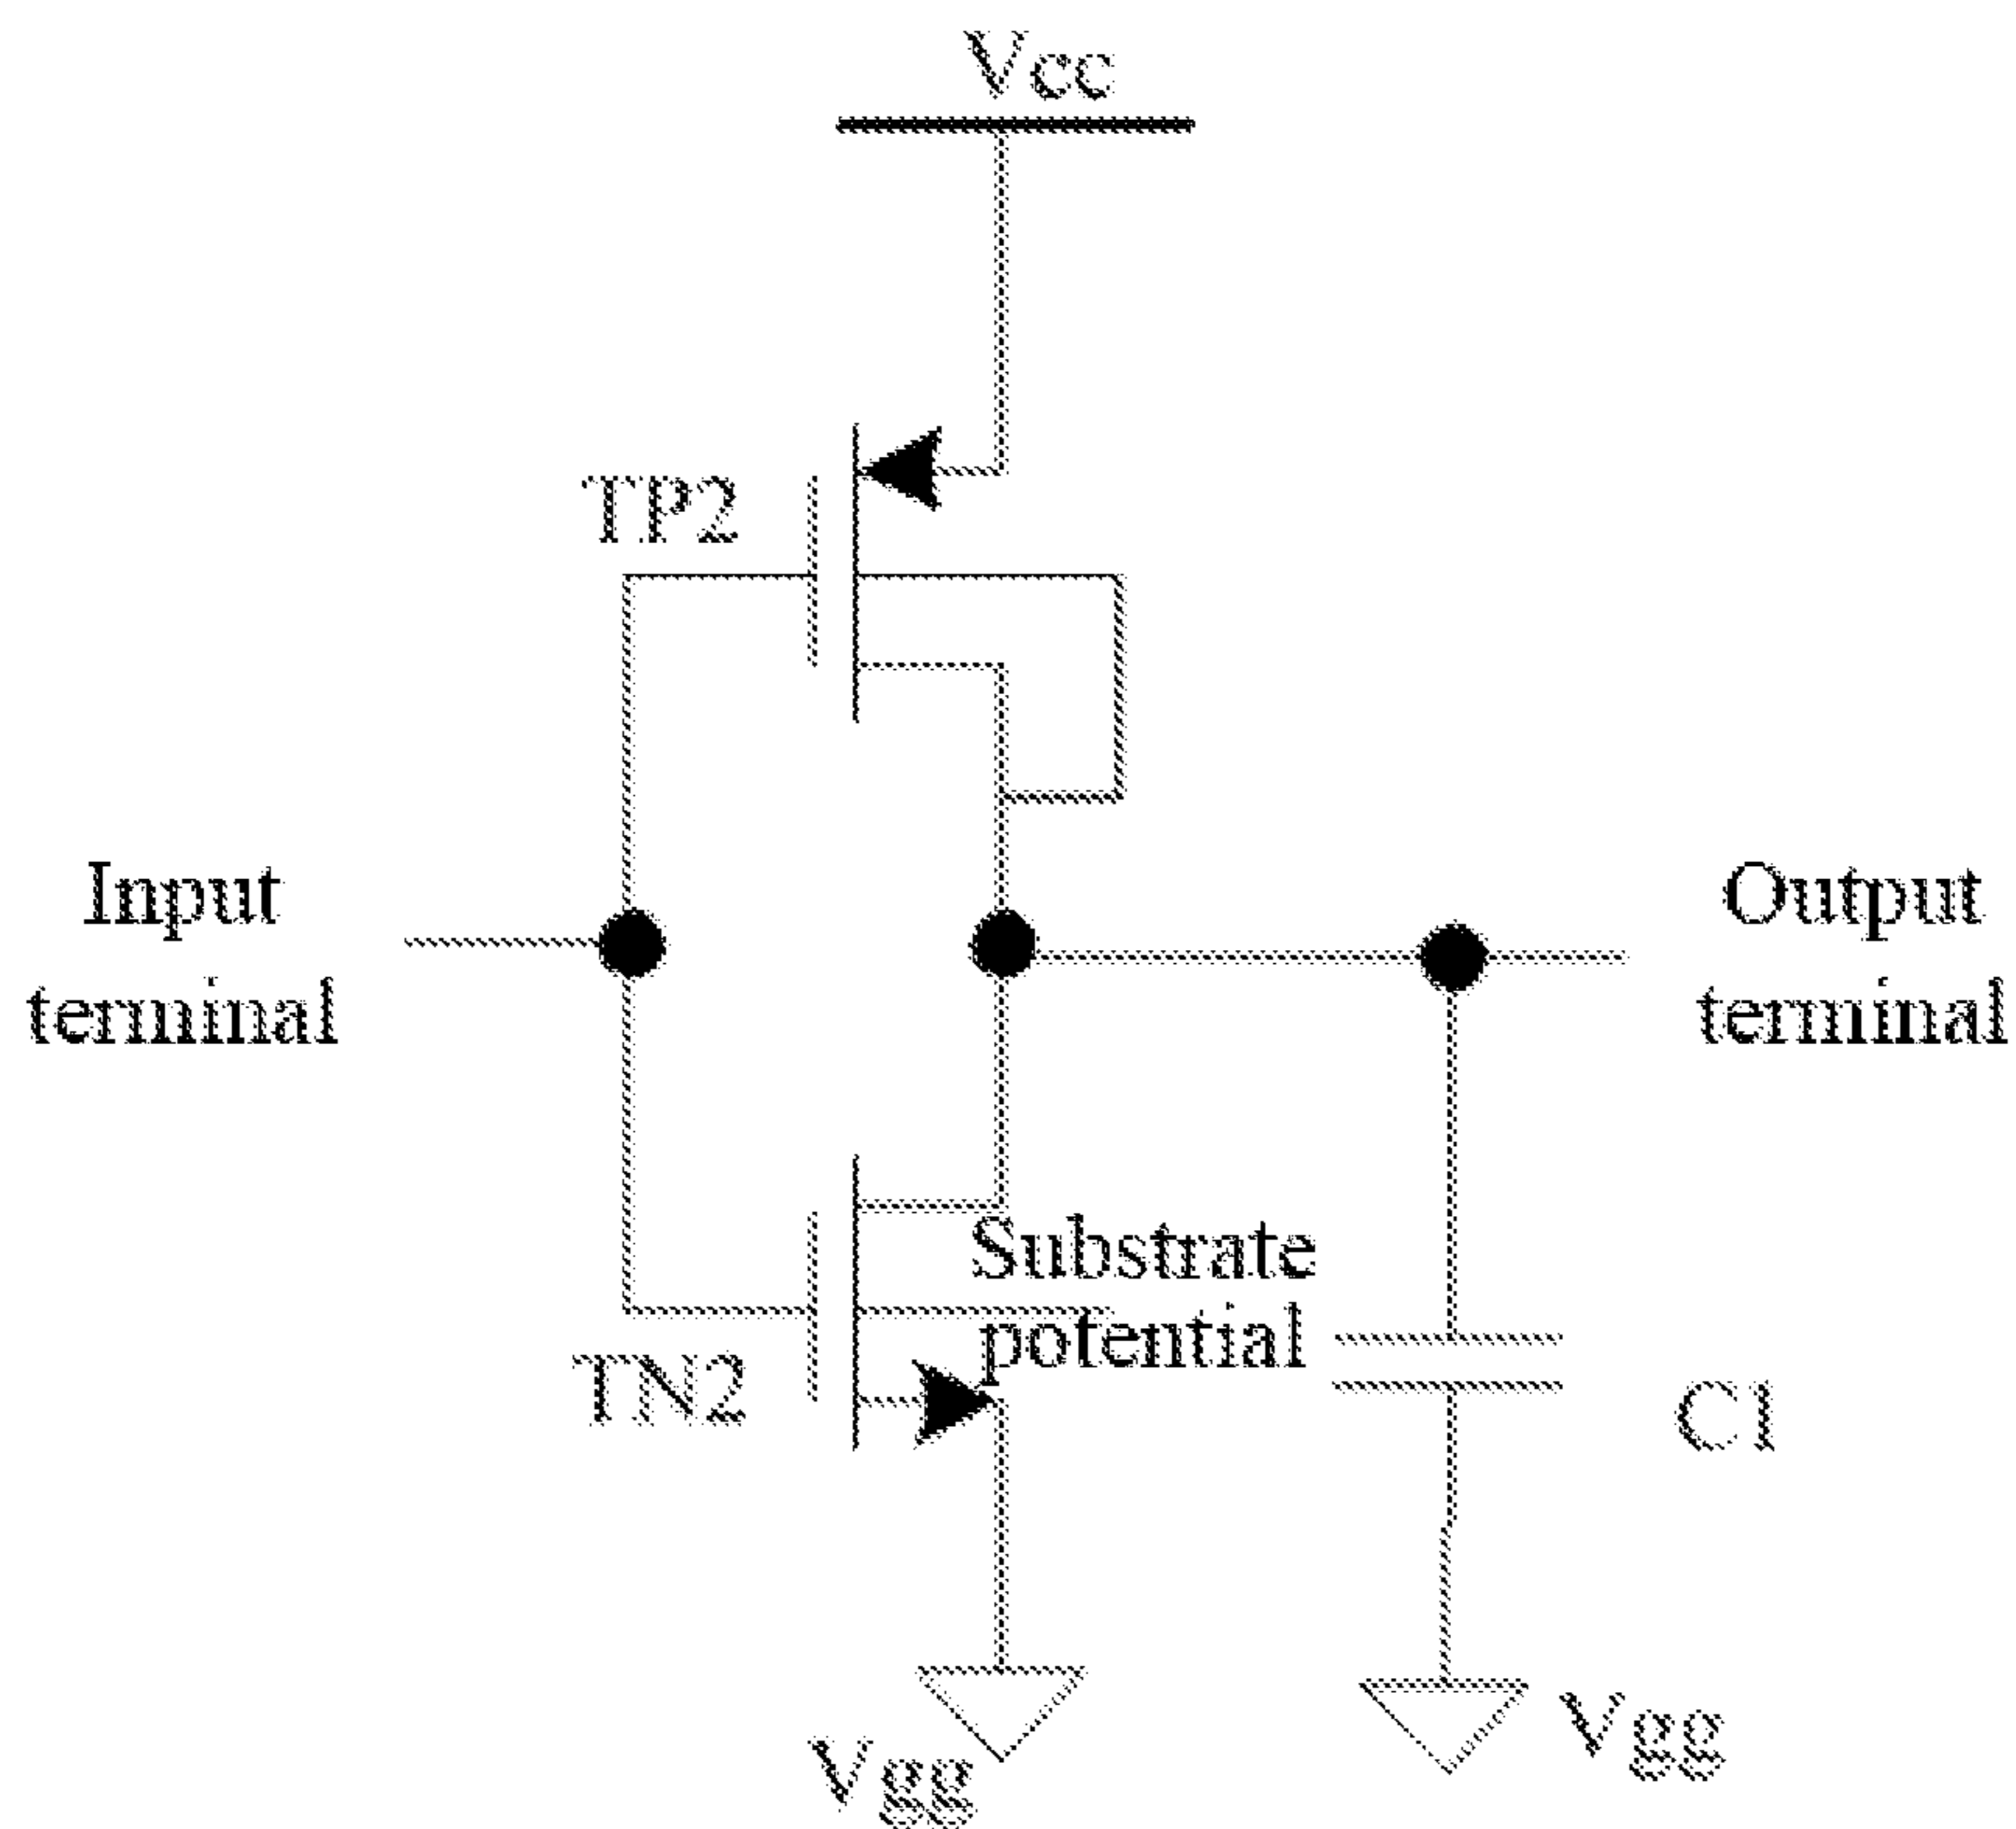 Vcc
TP2
Input
terminal
Output
terminal
Substrate
potential
TN2
C1
Vgg
Vgg